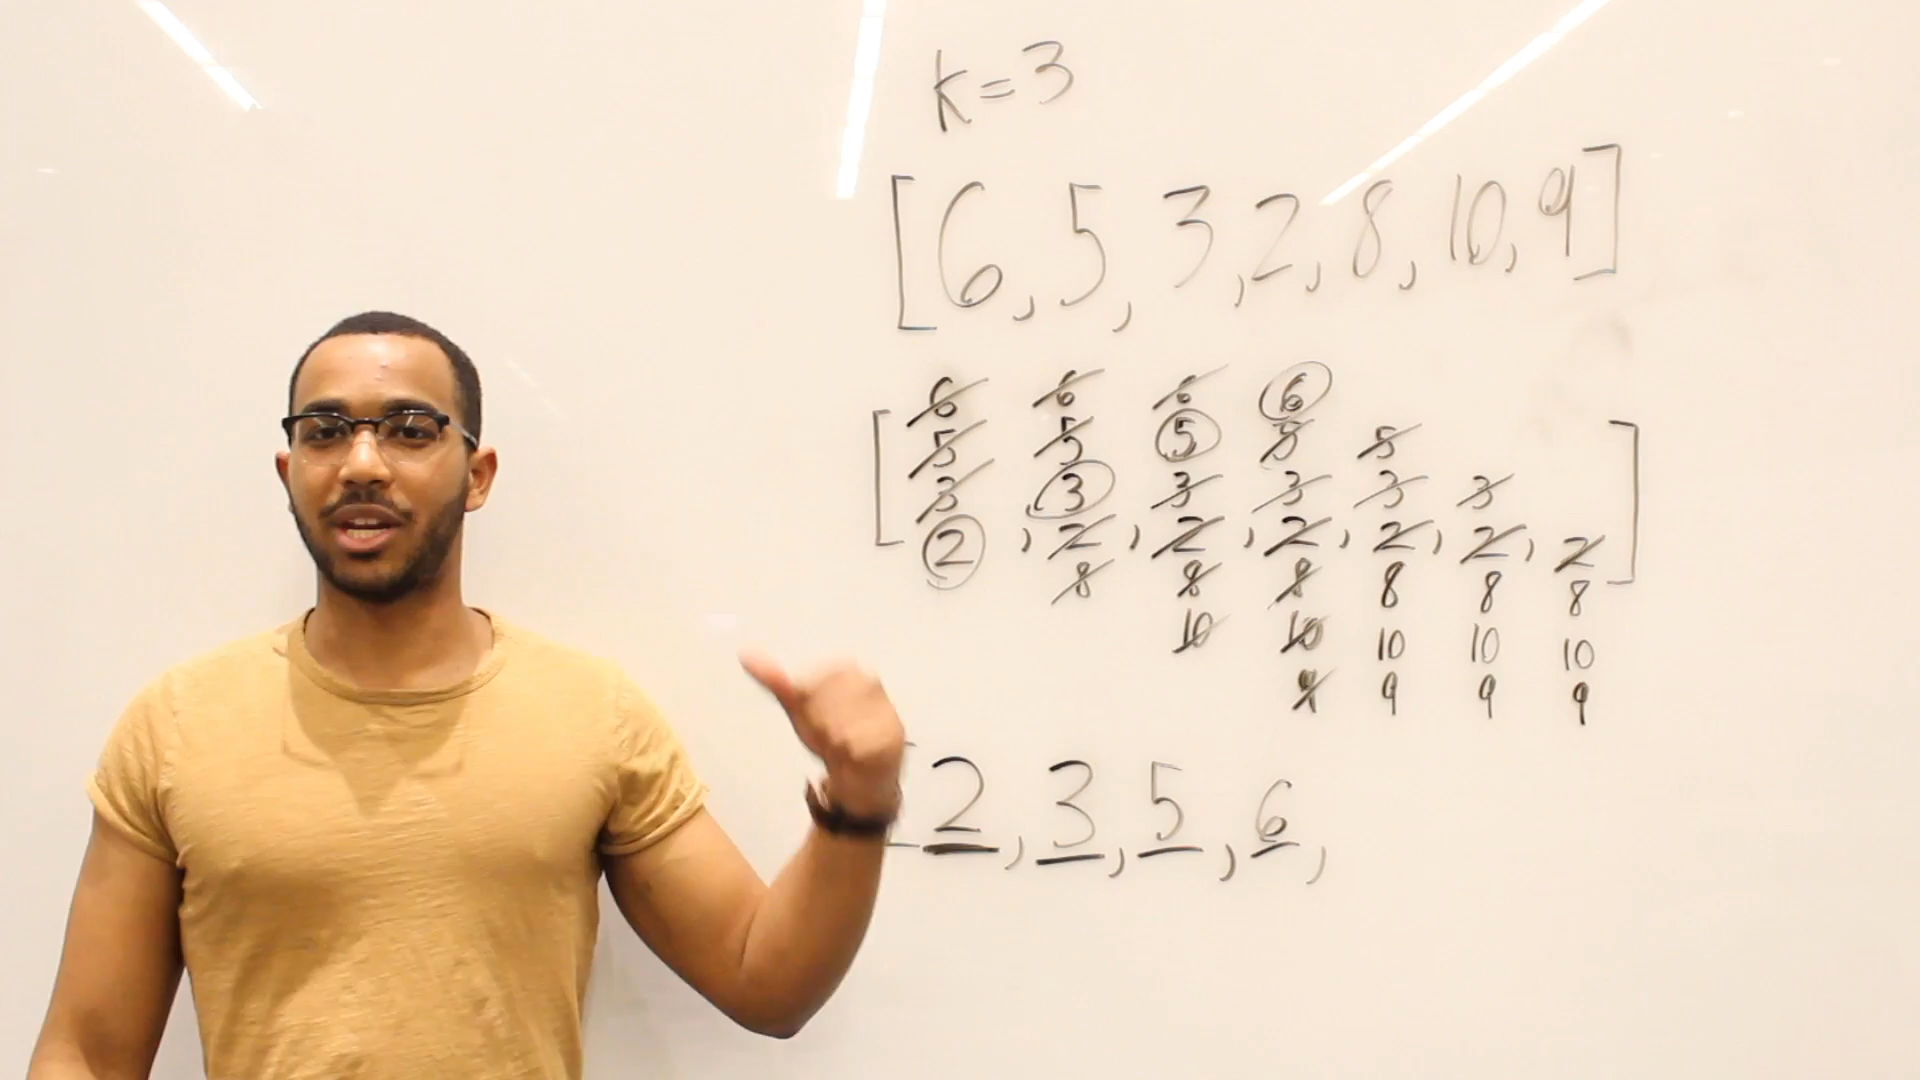 k=3
[6, 5, 3, 2, 8, 10, 9]
6 6 6 6
5 5 5 5 5
3 3 3 3 3 3
[2, 2, 2, 2, 2, 2, 2]
8 8 8 8 8 8
10 10 10 10 10
9 9 9 9
2, 3, 5, 6,